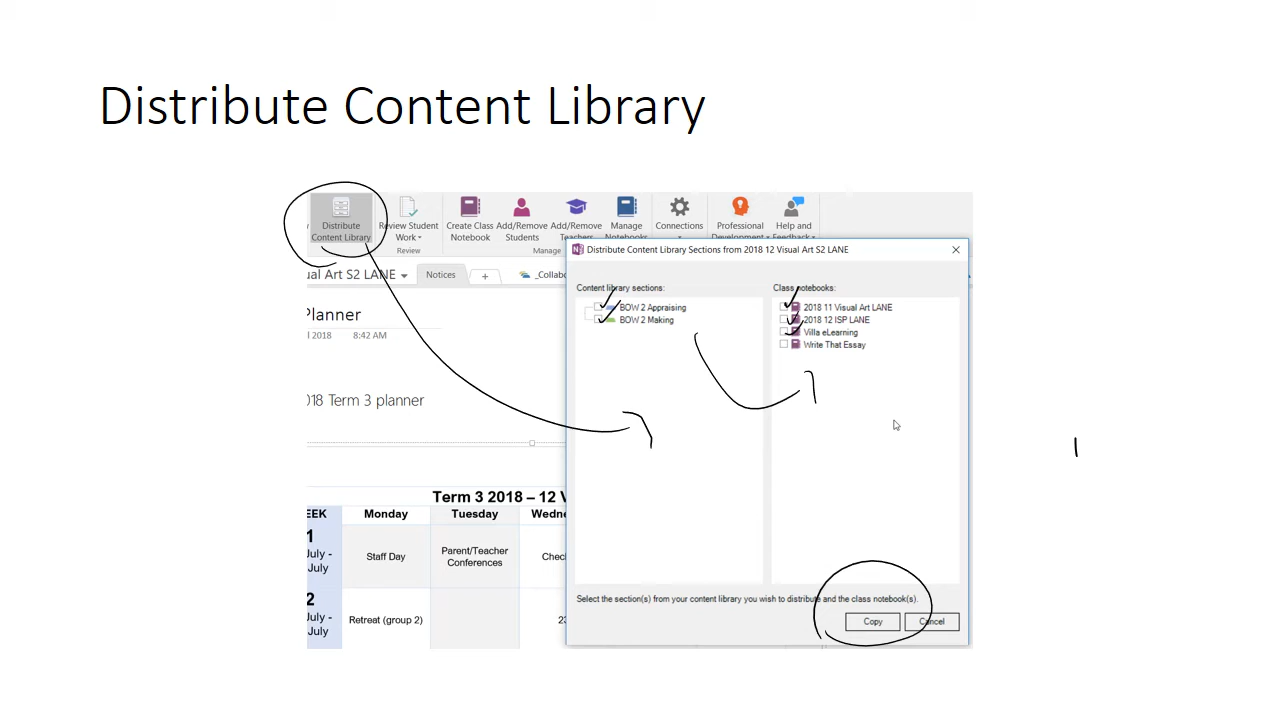 Distribute Content Library
Distribute
Content Library
Review Student
Work
Review
Create Class
Notebook
Add/Remove
Students
Add/Remove
Teachers
Manage
Notebooks
Manage
Connections
Professional
Development
Help and
Feedback
ual Art S2 LANE
Notices
+
_Collabo
Distribute Content Library Sections from 2018 12 Visual Art S2 LANE
Content library sections:
BOW 2 Appraising
BOW 2 Making
Class notebooks:
2018 11 Visual Art LANE
2018 12 ISP LANE
Villa eLearning
Write That Essay
Select the section(s) from your content library you wish to distribute and the class notebook(s).
Copy
Cancel
Planner
l 2018 8:42 AM
018 Term 3 planner
Term 3 2018 – 12 V
EEK Monday Tuesday Wedne
1
July -
July
Staff Day
Parent/Teacher
Conferences
Chec
2
July -
July
Retreat (group 2)
23